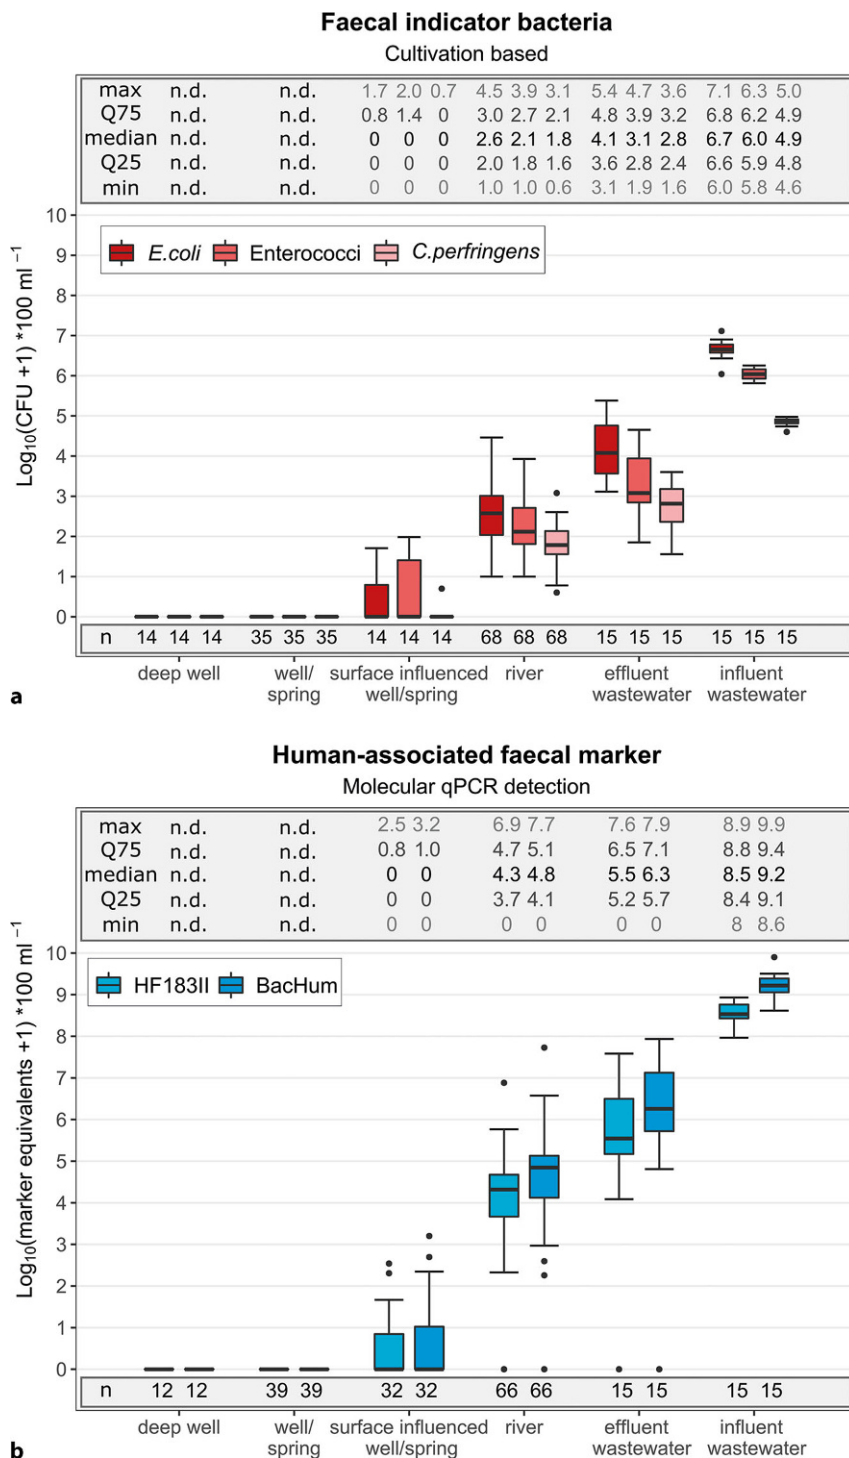 Faecal indicator bacteria
Cultivation based
max n.d. n.d. 1.7 2.0 0.7 4.5 3.9 3.1 5.4 4.7 3.6 7.1 6.3 5.0
Q75 n.d. n.d. 0.8 1.4 0 3.0 2.7 2.1 4.8 3.9 3.2 6.8 6.2 4.9
median n.d. n.d. 0 0 0 2.6 2.1 1.8 4.1 3.1 2.8 6.7 6.0 4.9
Q25 n.d. n.d. 0 0 0 2.0 1.8 1.6 3.6 2.8 2.4 6.6 5.9 4.8
min n.d. n.d. 0 0 0 1.0 1.0 0.6 3.1 1.9 1.6 6.0 5.8 4.6
Log₁₀(CFU +1) *100 ml ⁻¹
10
9
8
7
6
5
4
3
2
1
0
E.coli Enterococci C.perfringens
n 14 14 14 35 35 35 14 14 14 68 68 68 15 15 15 15 15 15
deep well well/ surface influenced river effluent influent
spring well/spring wastewater wastewater
a
Human-associated faecal marker
Molecular qPCR detection
max n.d. n.d. 2.5 3.2 6.9 7.7 7.6 7.9 8.9 9.9
Q75 n.d. n.d. 0.8 1.0 4.7 5.1 6.5 7.1 8.8 9.4
median n.d. n.d. 0 0 4.3 4.8 5.5 6.3 8.5 9.2
Q25 n.d. n.d. 0 0 3.7 4.1 5.2 5.7 8.4 9.1
min n.d. n.d. 0 0 0 0 0 0 8 8.6
Log₁₀(marker equivalents +1) *100 ml ⁻¹
10
9
8
7
6
5
4
3
2
1
0
HF183II BacHum
n 12 12 39 39 32 32 66 66 15 15 15 15
deep well well/ surface influenced river effluent influent
spring well/spring wastewater wastewater
b